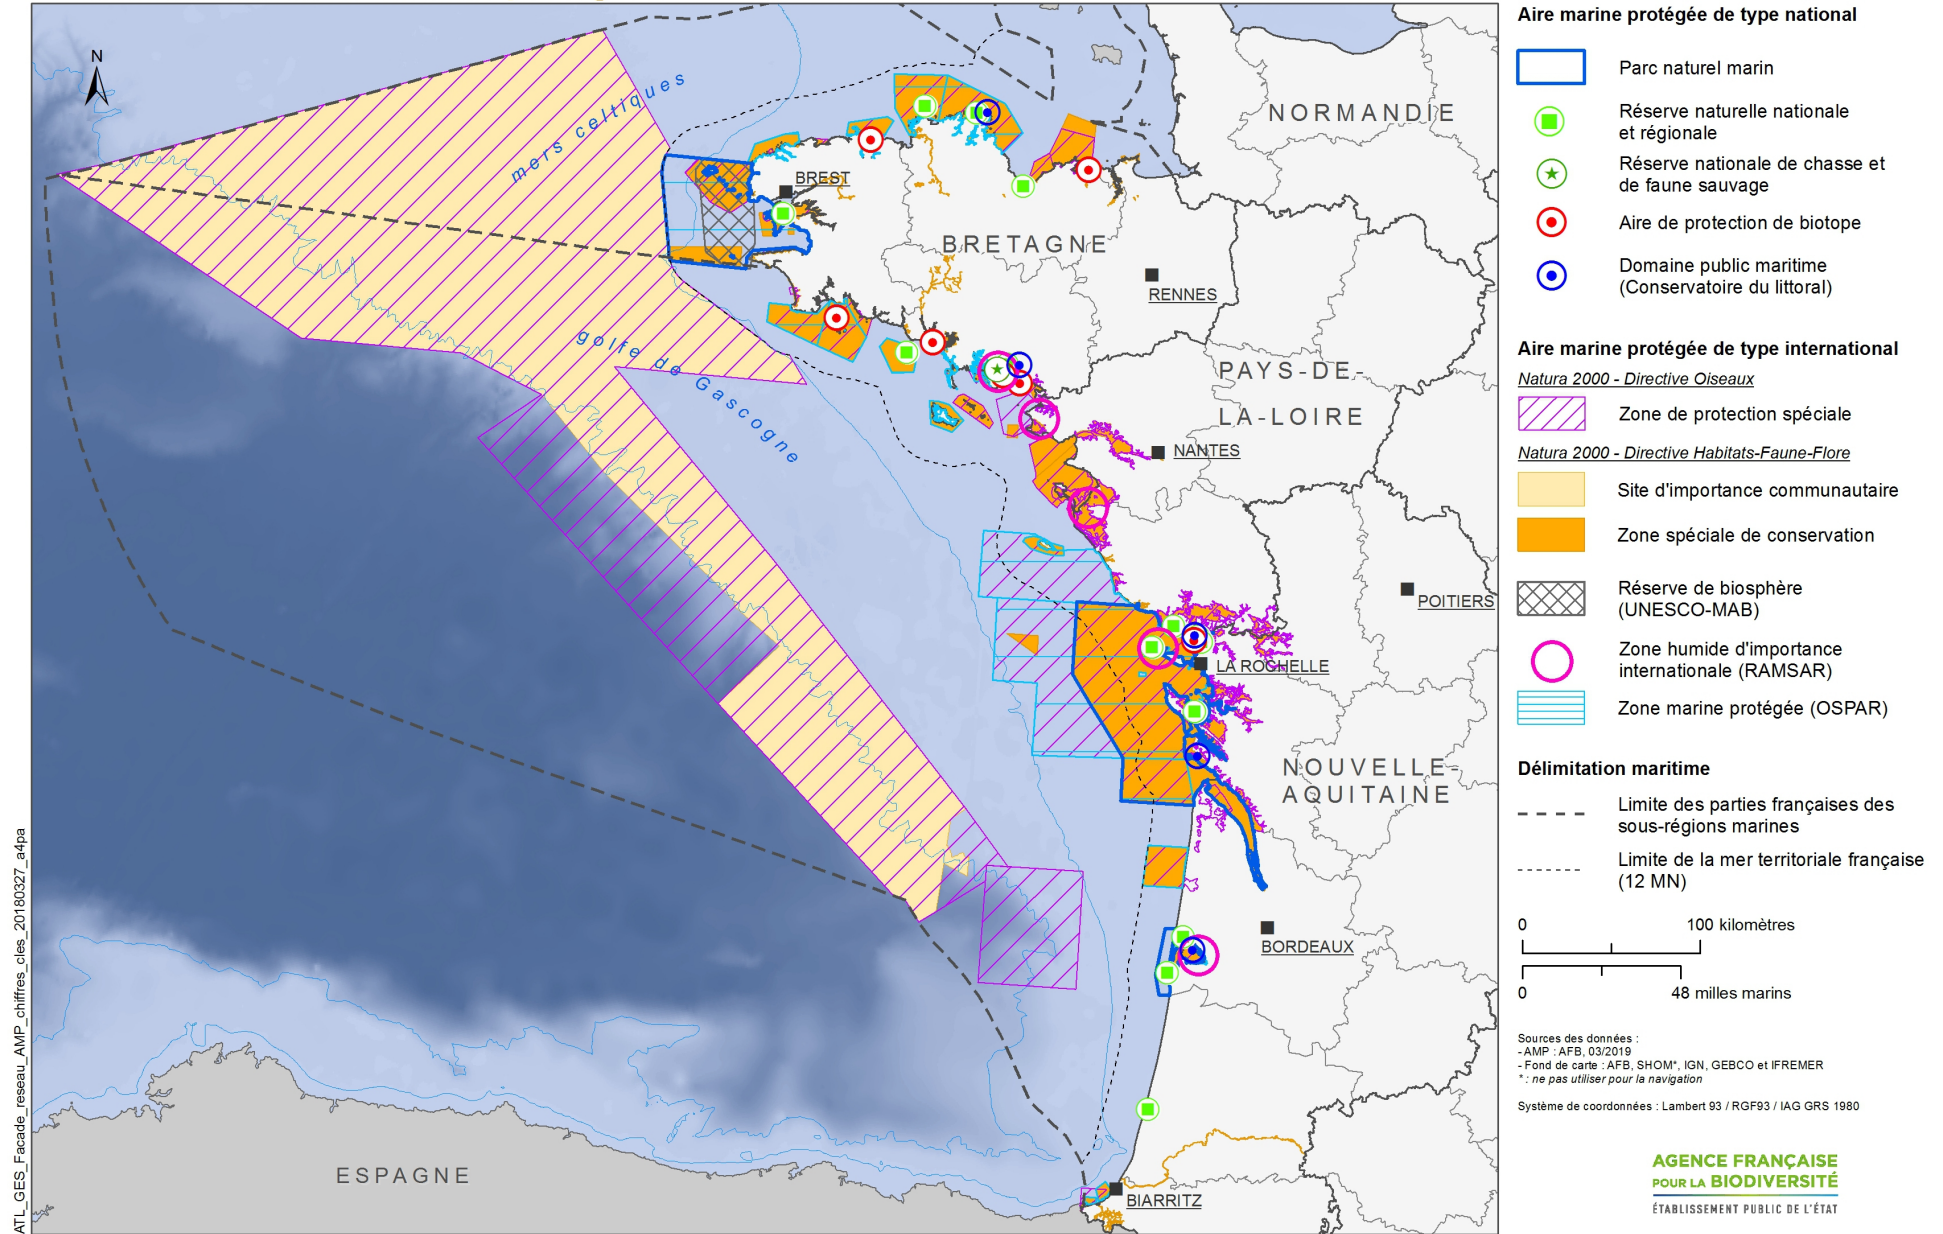 N
mers celtiques
golfe de Gascogne
BREST
BRETAGNE
NORMANDIE
RENNES
PAYS-DE-
LA-LOIRE
NANTES
POITIERS
LA ROCHELLE
NOUVELLE-
AQUITAINE
BORDEAUX
BIARRITZ
ESPAGNE
ATL_GES_Facade_reseau_AMP_chiffres_cles_20180327_a4pa
Aire marine protégée de type national
Parc naturel marin
Réserve naturelle nationale
et régionale
Réserve nationale de chasse et
de faune sauvage
Aire de protection de biotope
Domaine public maritime
(Conservatoire du littoral)
Aire marine protégée de type international
Natura 2000 - Directive Oiseaux
Zone de protection spéciale
Natura 2000 - Directive Habitats-Faune-Flore
Site d'importance communautaire
Zone spéciale de conservation
Réserve de biosphère
(UNESCO-MAB)
Zone humide d'importance
internationale (RAMSAR)
Zone marine protégée (OSPAR)
Délimitation maritime
Limite des parties françaises des
sous-régions marines
Limite de la mer territoriale française
(12 MN)
0 100 kilomètres
0 48 milles marins
Sources des données :
- AMP : AFB, 03/2019
- Fond de carte : AFB, SHOM*, IGN, GEBCO et IFREMER
* : ne pas utiliser pour la navigation
Système de coordonnées : Lambert 93 / RGF93 / IAG GRS 1980
AGENCE FRANÇAISE
POUR LA BIODIVERSITÉ
ÉTABLISSEMENT PUBLIC DE L'ÉTAT